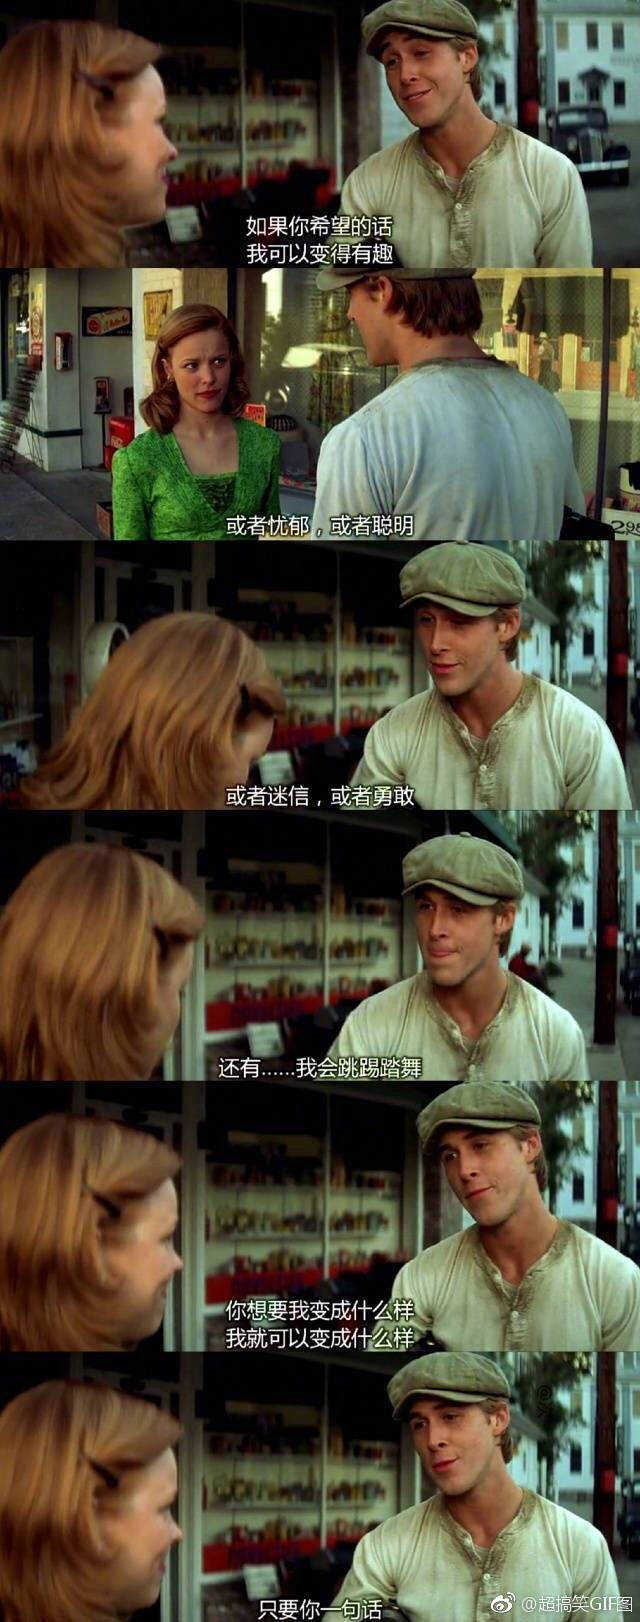 如果你希望的话
我可以变得有趣
或者忧郁，或者聪明
298
或者迷信，或者勇敢
还有......我会跳踢踏舞
你想要我变成什么样
我就可以变成什么样
只要你一句话
@超搞笑GIF图